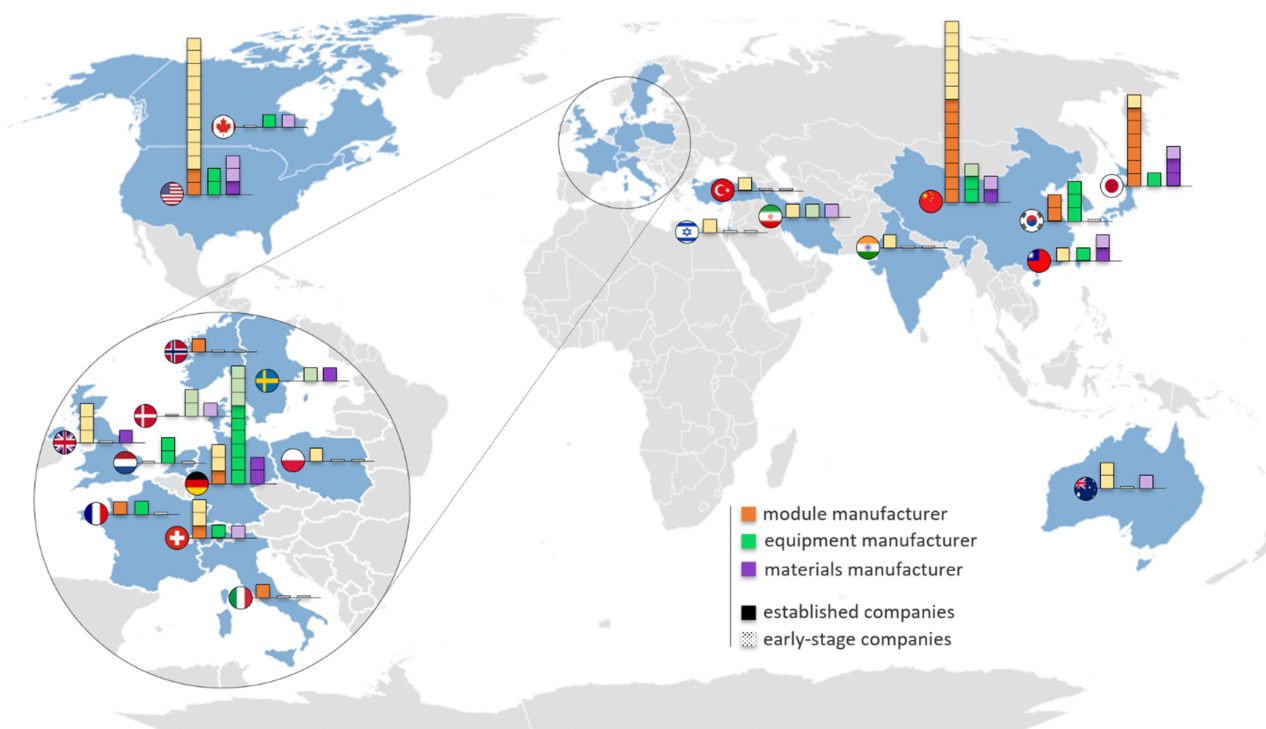 module manufacturer
equipment manufacturer
materials manufacturer
established companies
early-stage companies